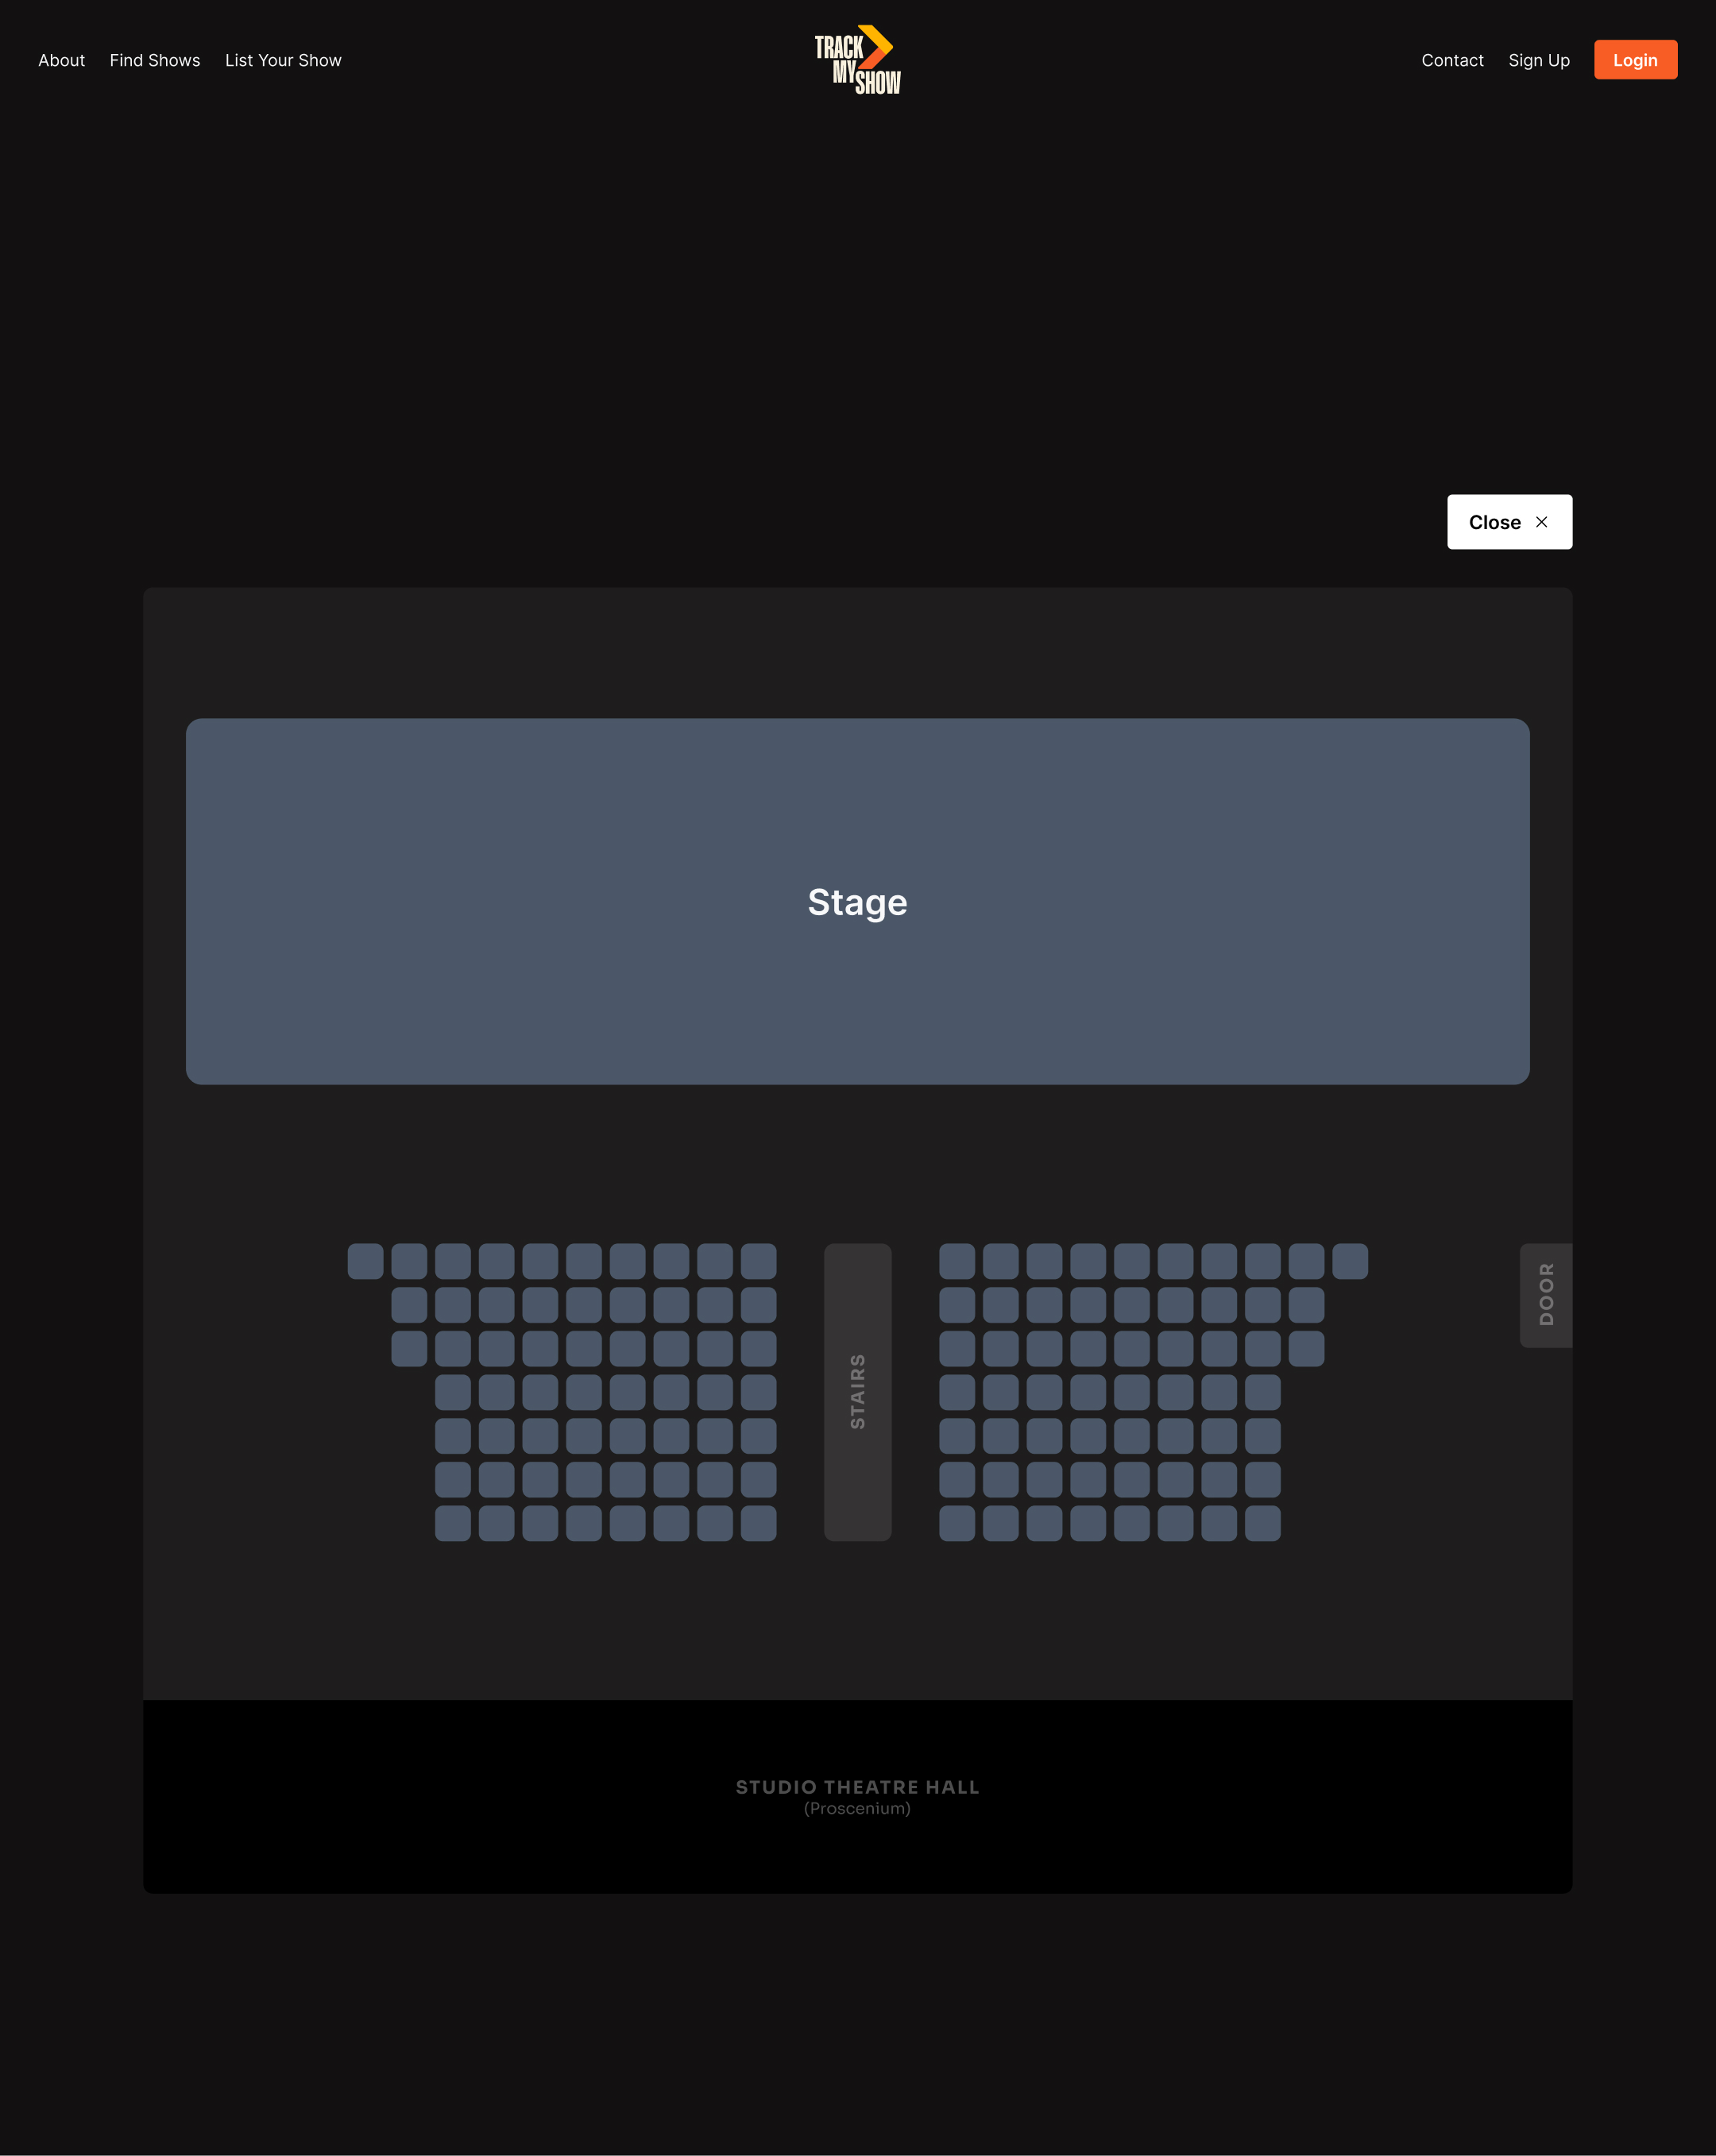 About
Find Shows
List Your Show
TRACK
MY
SHOW
Contact
Sign Up
Login
Close
Stage
STAIRS
DOOR
STUDIO THEATRE HALL
(Proscenium)